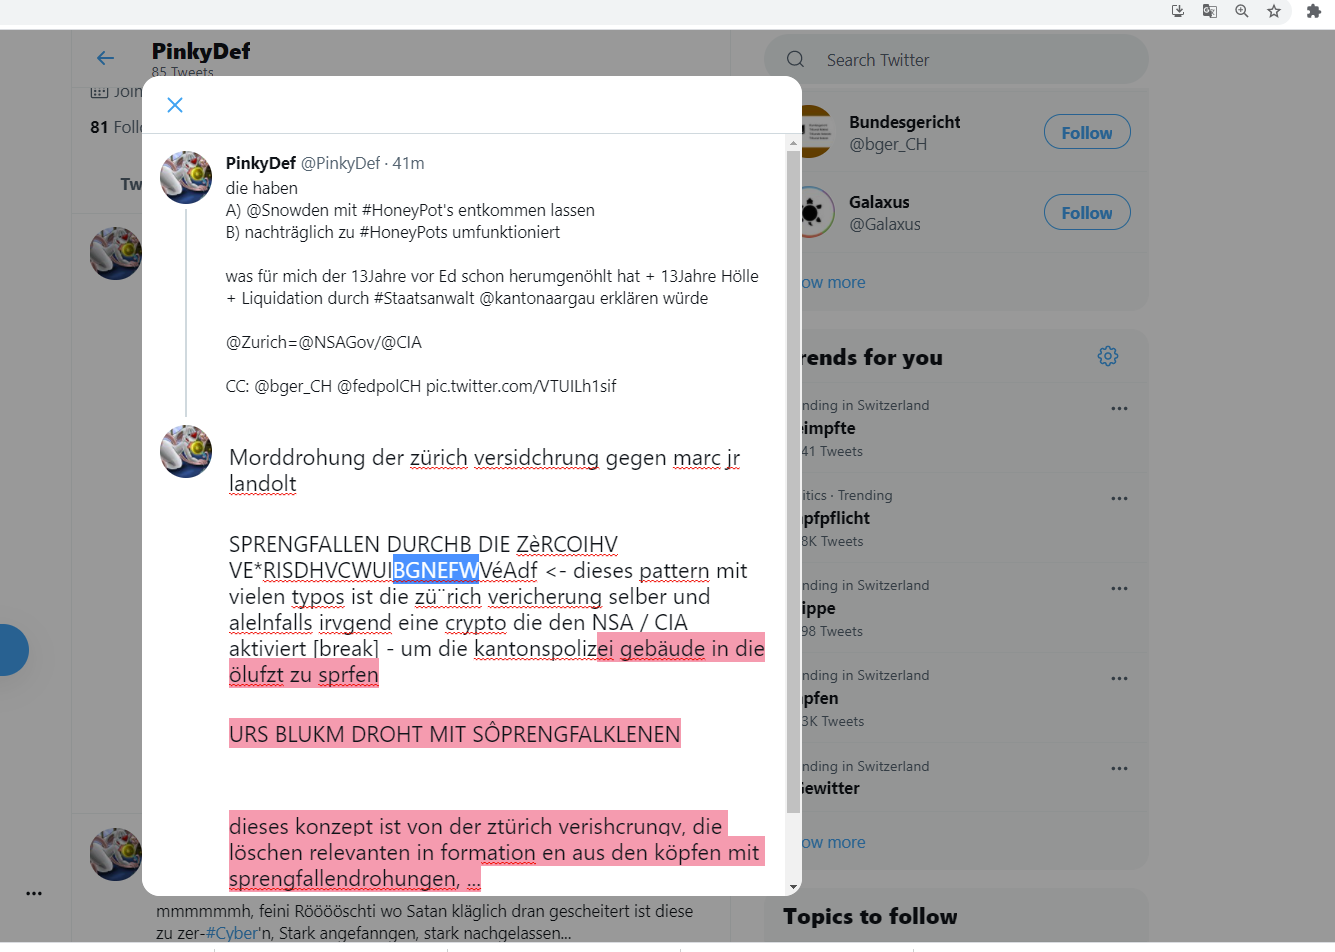 PinkyDef
85 Tweets
Search Twitter
81
PinkyDef @PinkyDef · 41m
die haben
A) @Snowden mit #HoneyPot's entkommen lassen
B) nachträglich zu #HoneyPots umfunktioniert
was für mich der 13Jahre vor Ed schon herumgenöhlt hat + 13Jahre Hölle
+ Liquidation durch #Staatsanwalt @kantonaargau erklären würde
@Zurich=@NSAGov/@CIA
CC: @bger_CH @fedpolCH pic.twitter.com/VTUILh1sif
Morddrohung der zürich versidchrung gegen marc jr
landolt
SPRENGFALLEN DURCHB DIE ZèRCOIHV
VE*RISDHVCWUIBGNEFWVéAdf <- dieses pattern mit
vielen typos ist die zü¨rich vericherung selber und
alelnfalls irvgend eine crypto die den NSA / CIA
aktiviert [break] - um die kantonspolizei gebäude in die
ölufzt zu sprfen
URS BLUKM DROHT MIT SÔPRENGFALKLENEN
dieses konzept ist von der ztürich verishcrungv, die
löschen relevanten in formation en aus den köpfen mit
sprengfallendrohungen, ...
mmmmmmh, feini Rööööschti wo Satan kläglich dran gescheitert ist diese
zu zer-#Cyber'n, Stark angefanngen, stark nachgelassen...
Bundesgericht
@bger_CH
Follow
Galaxus
@Galaxus
Follow
ow more
rends for you
nding in Switzerland
eimpfte
41 Tweets
itics · Trending
npfpflicht
8K Tweets
nding in Switzerland
ippe
98 Tweets
nding in Switzerland
pfen
3K Tweets
nding in Switzerland
Gewitter
ow more
Topics to follow